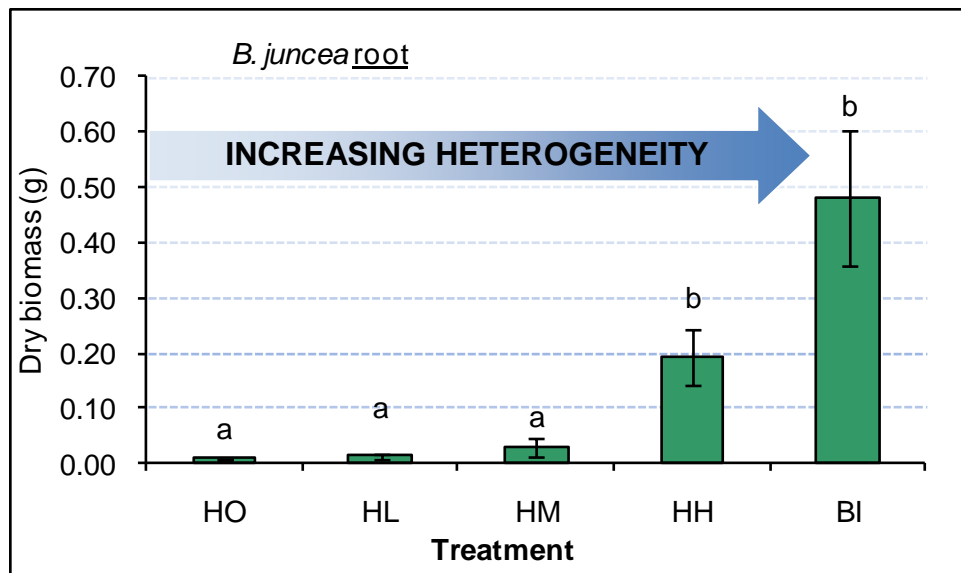 B. juncea root
0.70
0.60
0.50
0.40
0.30
0.20
0.10
0.00
Dry biomass (g)
INCREASING HETEROGENEITY
a
a
a
b
b
HO HL HM HH BI
Treatment